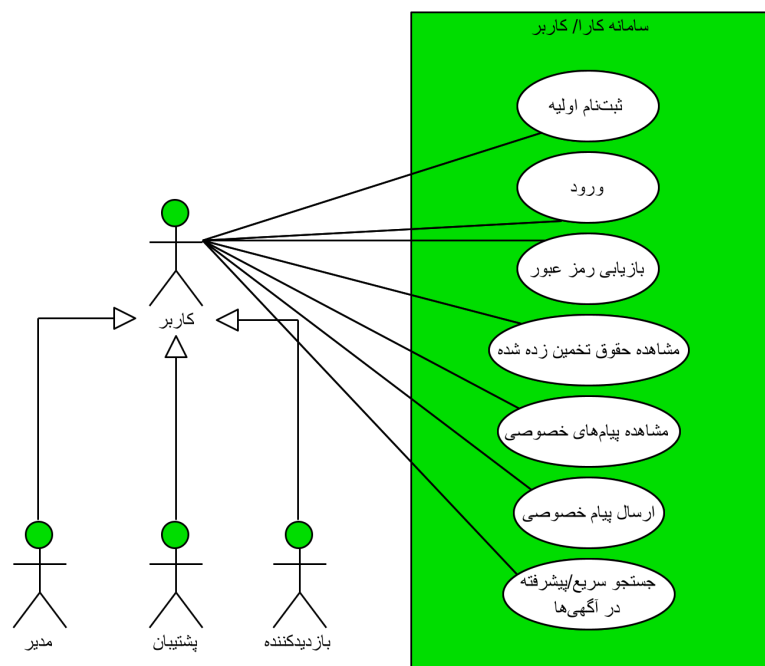 سامانه کارا/ کاربر
ثبت‌نام اولیه
ورود
بازیابی رمز عبور
مشاهده حقوق تخمین زده شده
مشاهده پیام‌های خصوصی
ارسال پیام خصوصی
جستجو سریع/پیشرفته
در آگهی‌ها
کاربر
بازدیدکننده
پشتیبان
مدیر